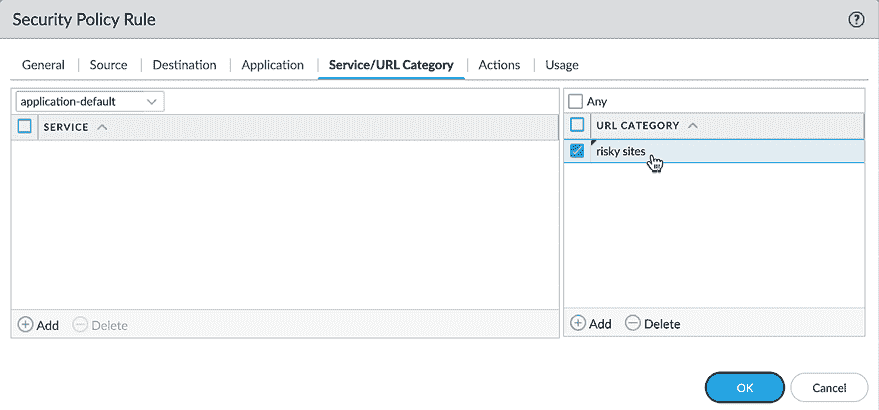 Security Policy Rule
General Source Destination Application Service/URL Category Actions Usage
application-default
Any
SERVICE
URL CATEGORY
risky sites
Add Delete
Add Delete
OK Cancel